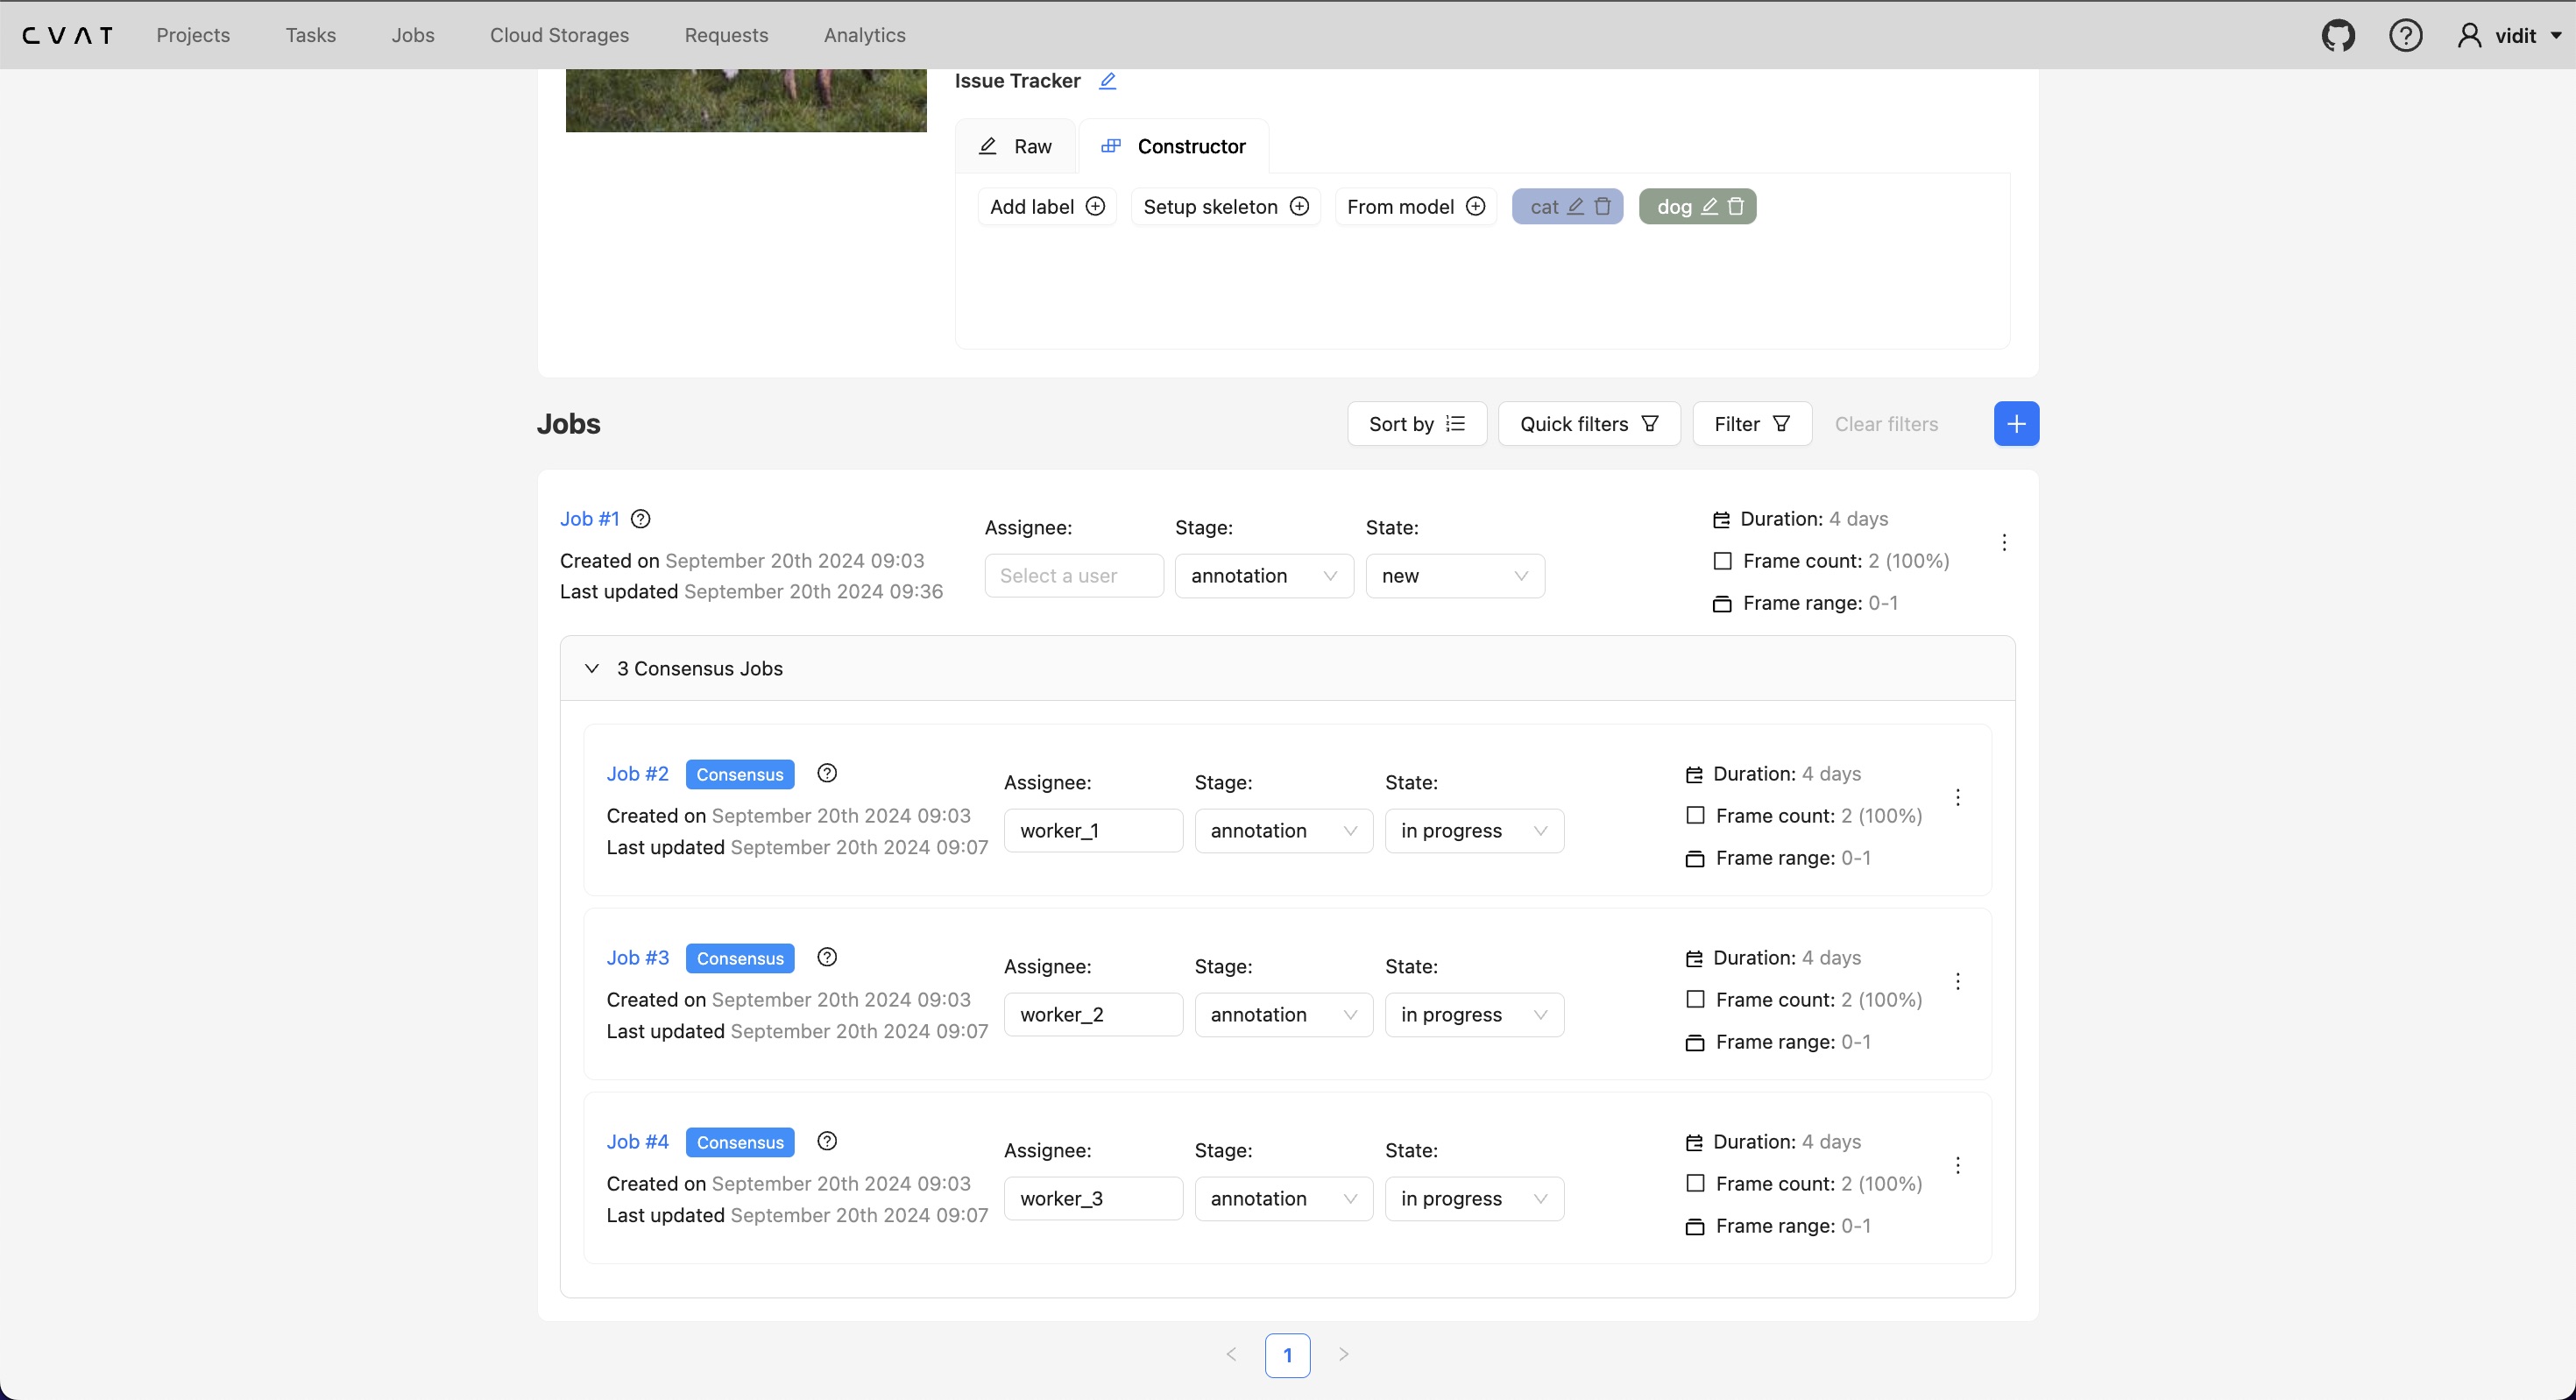 CVAT Projects Tasks Jobs Cloud Storages Requests Analytics vidit
Issue Tracker
Raw Constructor
Add label Setup skeleton From model cat dog
Jobs Sort by Quick filters Filter Clear filters
Job #1
Created on September 20th 2024 09:03
Last updated September 20th 2024 09:36
Assignee: Stage: State:
Select a user annotation new
Duration: 4 days
Frame count: 2 (100%)
Frame range: 0-1
3 Consensus Jobs
Job #2 Consensus
Created on September 20th 2024 09:03
Last updated September 20th 2024 09:07
Assignee: Stage: State:
worker_1 annotation in progress
Duration: 4 days
Frame count: 2 (100%)
Frame range: 0-1
Job #3 Consensus
Created on September 20th 2024 09:03
Last updated September 20th 2024 09:07
Assignee: Stage: State:
worker_2 annotation in progress
Duration: 4 days
Frame count: 2 (100%)
Frame range: 0-1
Job #4 Consensus
Created on September 20th 2024 09:03
Last updated September 20th 2024 09:07
Assignee: Stage: State:
worker_3 annotation in progress
Duration: 4 days
Frame count: 2 (100%)
Frame range: 0-1
1